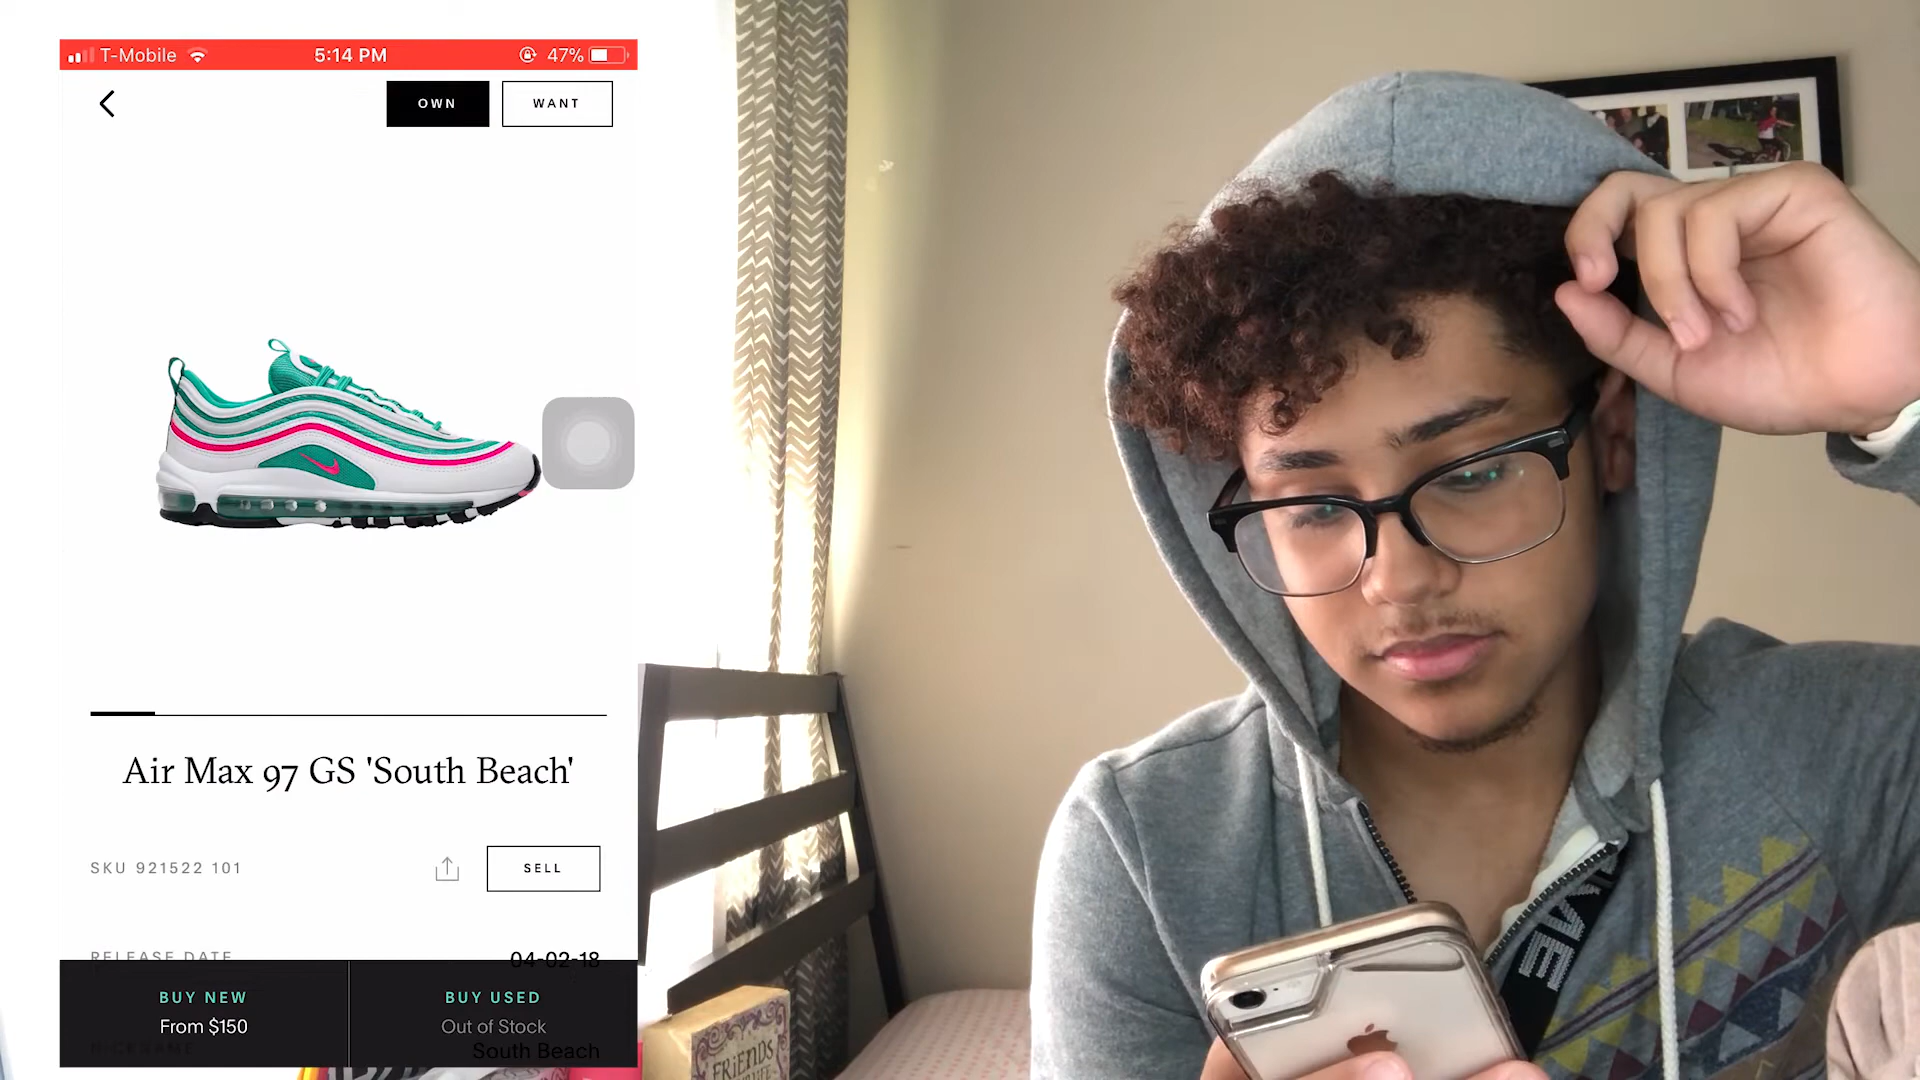 T-Mobile 5:14 PM 47%
OWN WANT
Air Max 97 GS 'South Beach'
SKU 921522 101 SELL
RELEASE DATE 04-02-18
BUY NEW BUY USED
From $150 Out of Stock
NICKNAME South Beach
FRIENDS